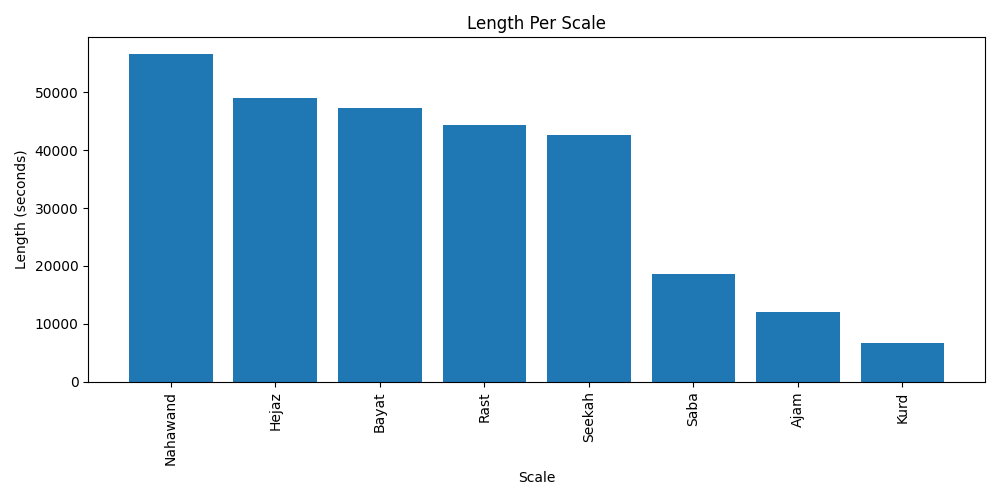 Length Per Scale
Length (seconds)
50000
40000
30000
20000
10000
0
Nahawand
Hejaz
Bayat
Rast
Seekah
Saba
Ajam
Kurd
Scale